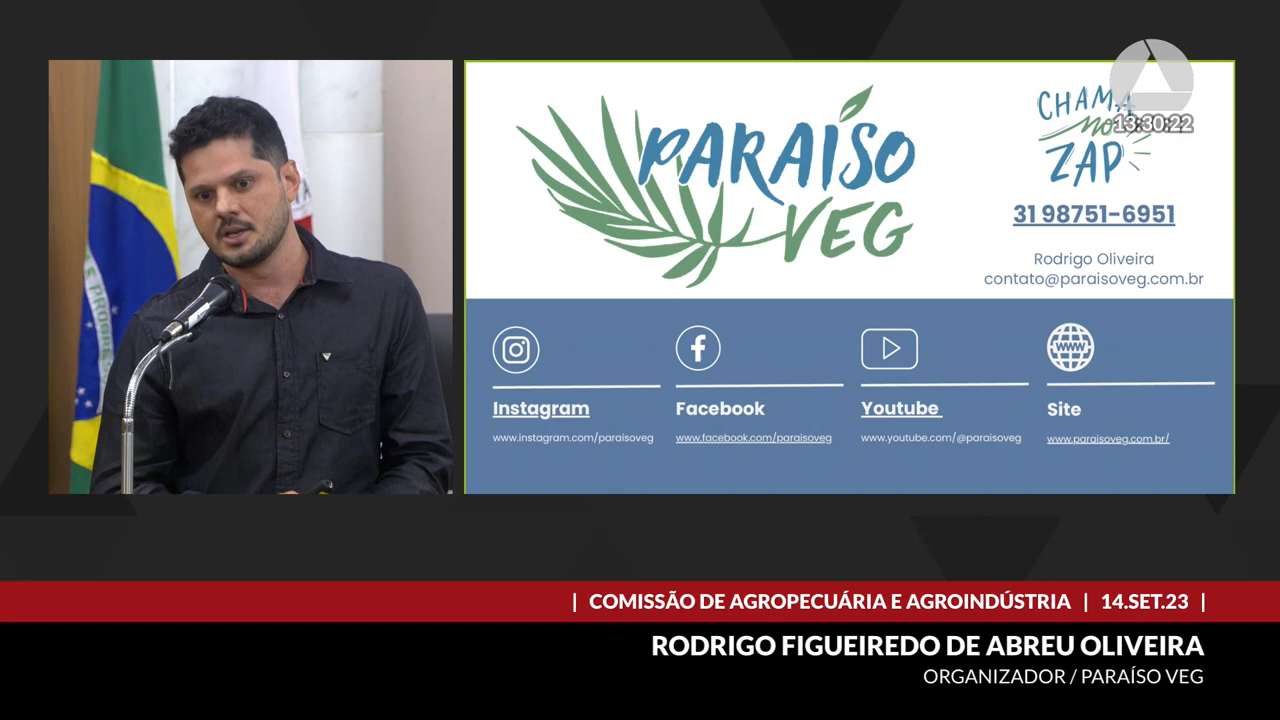 PARAÍSO
VEG
CHAMA
no
ZAP
13:30:22
31 98751-6951
Rodrigo Oliveira
contato@paraisoveg.com.br
Instagram
www.instagram.com/paraisoveg
Facebook
www.facebook.com/paraisoveg
Youtube
www.youtube.com/@paraisoveg
WWW
Site
www.paraisoveg.com.br/
| COMISSÃO DE AGROPECUÁRIA E AGROINDÚSTRIA | 14.SET.23 |
RODRIGO FIGUEIREDO DE ABREU OLIVEIRA
ORGANIZADOR / PARAÍSO VEG